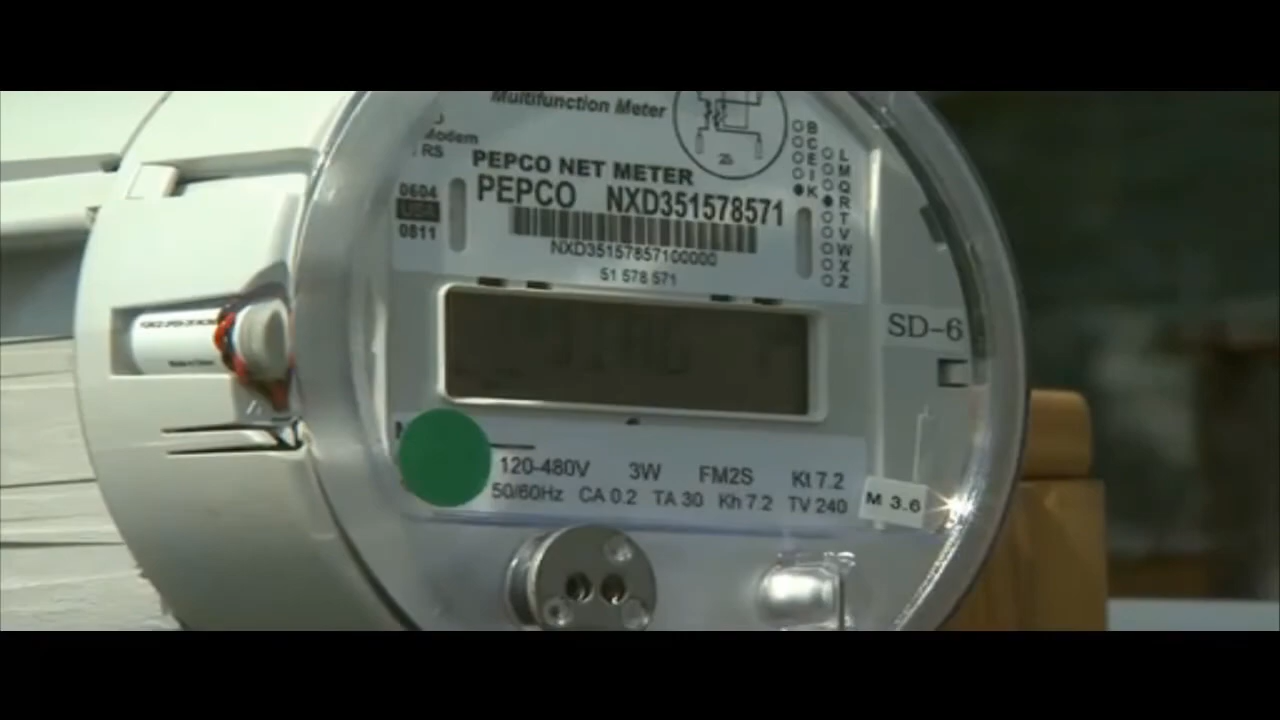 Multifunction Meter
Modem
RS
PEPCO NET METER
PEPCO NXD351578571
0604
USA
0811
NXD35157857100000
51 578 571
2S
B
C
E
I
K
L
M
Q
R
T
V
W
X
Z
SD-6
120-480V 3W FM2S Kt 7.2
50/60Hz CA 0.2 TA 30 Kh 7.2 TV 240
M 3.6